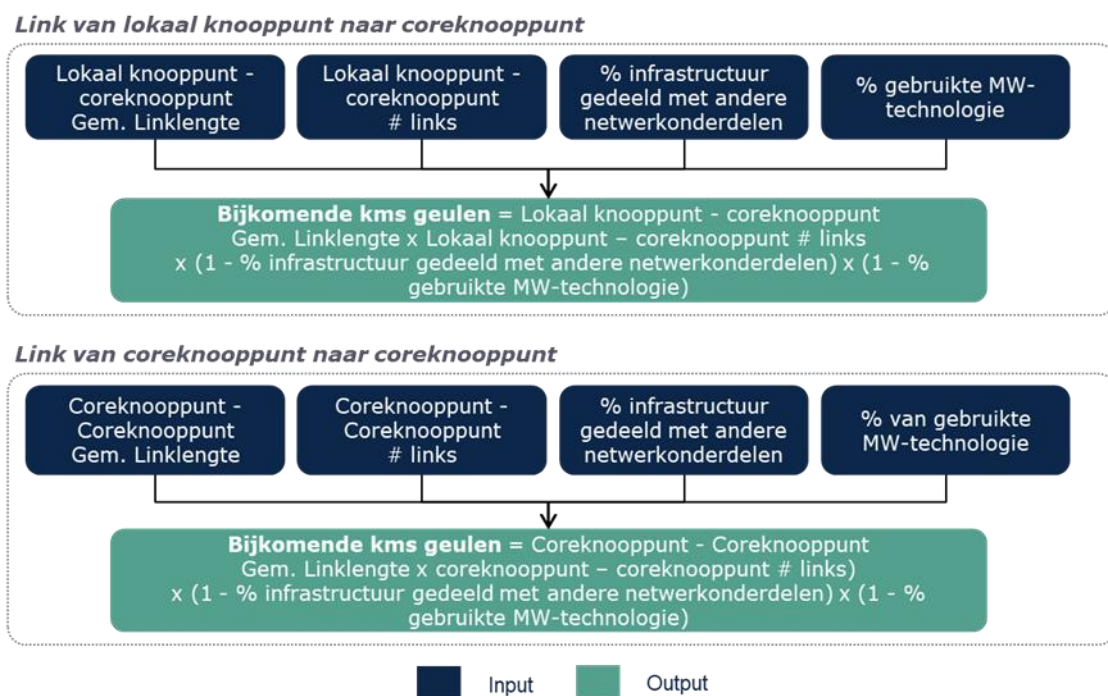 Link van lokaal knooppunt naar coreknooppunt
Lokaal knooppunt -
coreknooppunt
Gem. Linklengte
Lokaal knooppunt -
coreknooppunt
# links
% infrastructuur
gedeeld met andere
netwerkonderdelen
% gebruikte MW-
technologie
Bijkomende kms geulen = Lokaal knooppunt - coreknooppunt
Gem. Linklengte x Lokaal knooppunt – coreknooppunt # links
x (1 - % infrastructuur gedeeld met andere netwerkonderdelen) x (1 - %
gebruikte MW-technologie)
Link van coreknooppunt naar coreknooppunt
Coreknooppunt -
Coreknooppunt
Gem. Linklengte
Coreknooppunt -
Coreknooppunt
# links
% infrastructuur
gedeeld met andere
netwerkonderdelen
% van gebruikte
MW-technologie
Bijkomende kms geulen = Coreknooppunt - Coreknooppunt
Gem. Linklengte x coreknooppunt – coreknooppunt # links)
x (1 - % infrastructuur gedeeld met andere netwerkonderdelen) x (1 - %
gebruikte MW-technologie)
Input
Output